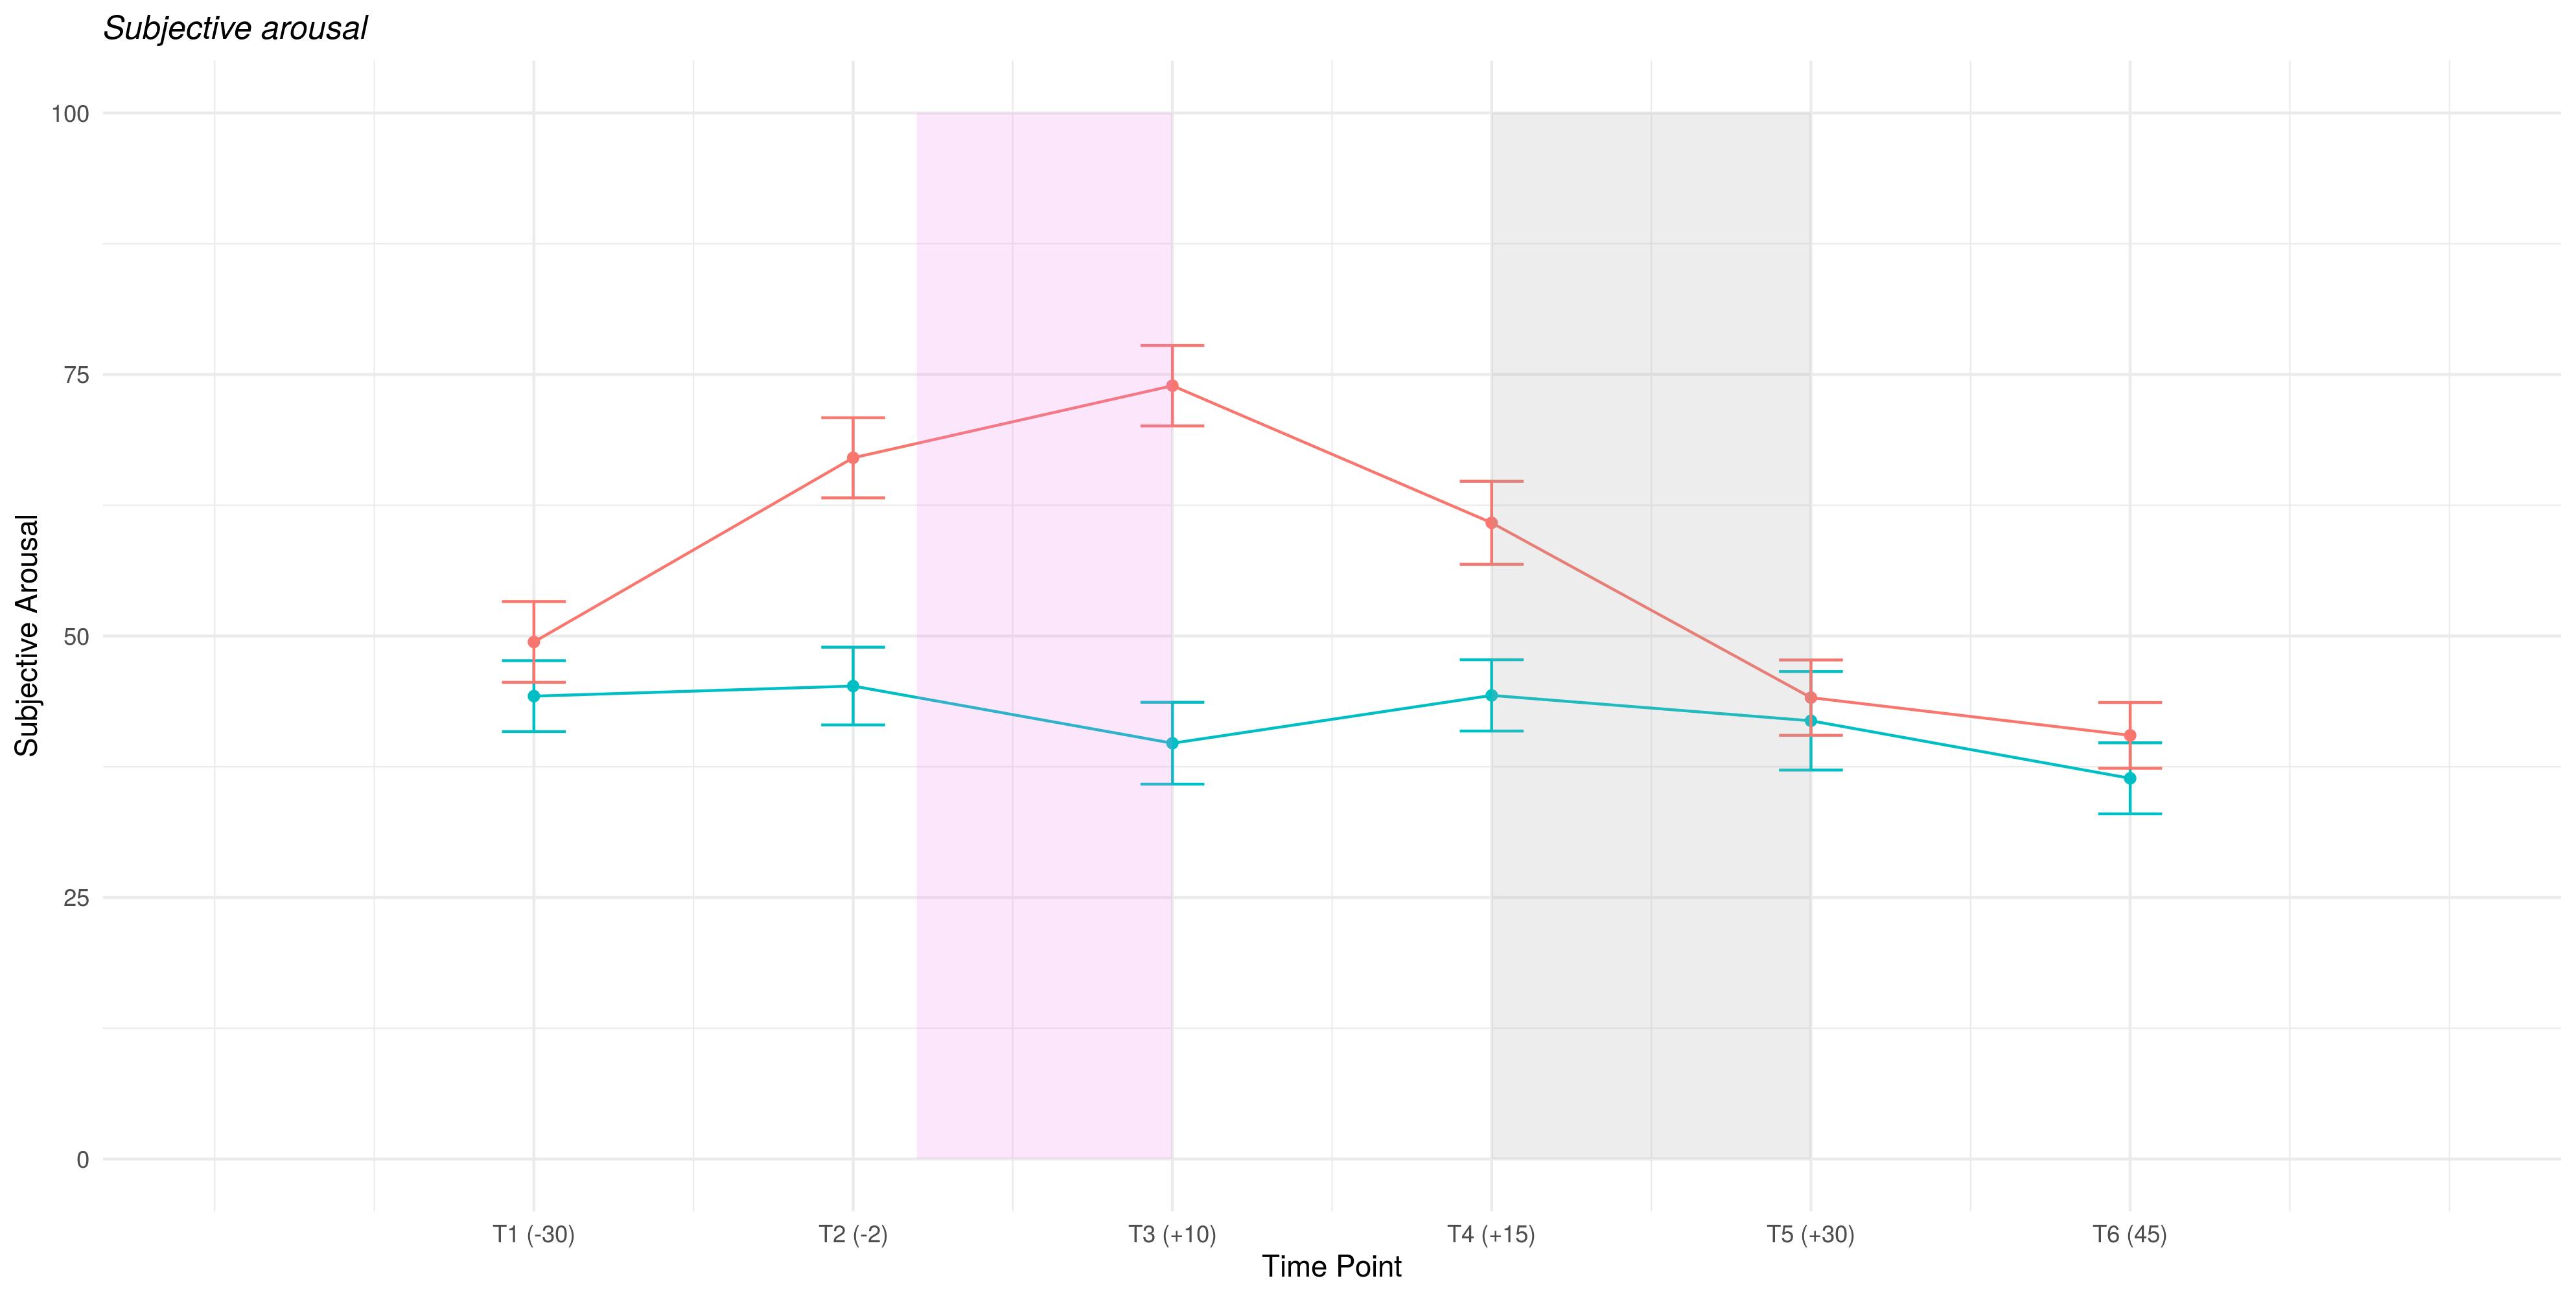 Subjective arousal
100
75
50
25
0
Subjective Arousal
T1 (-30) T2 (-2) T3 (+10) T4 (+15) T5 (+30) T6 (45)
Time Point